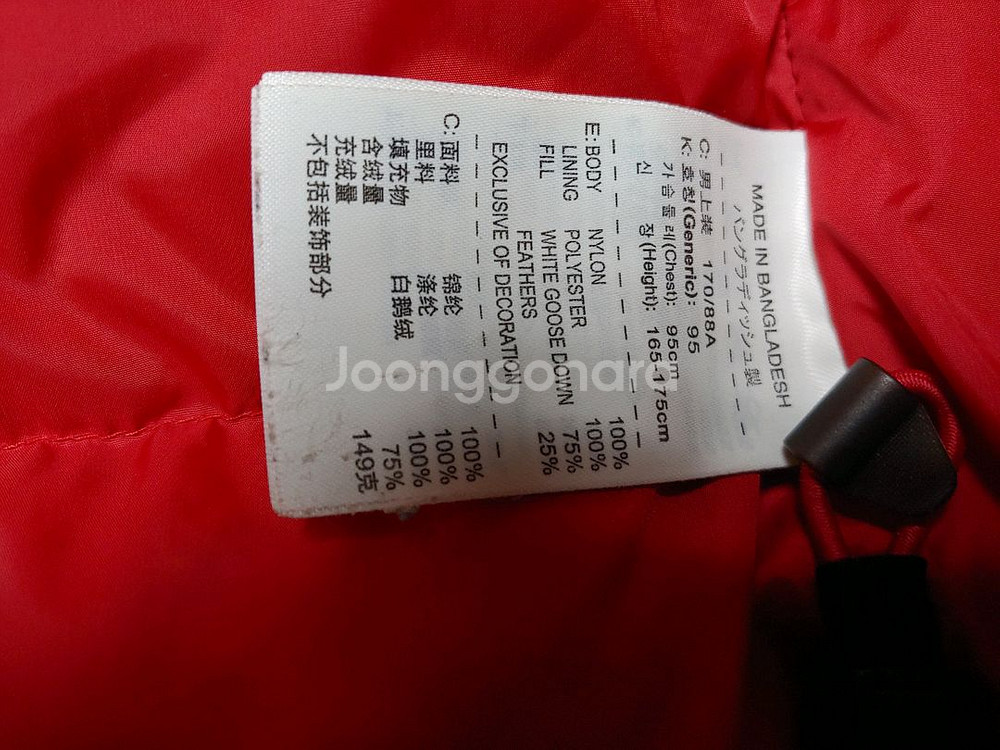 MADE IN BANGLADESH
バングラディッシュ製
C: 男上装 170/88A
K: 호칭(Generic): 95
가슴둘레(Chest): 95cm
신 장(Height): 165-175cm
E: BODY NYLON 100%
LINING POLYESTER 100%
FILL WHITE GOOSE DOWN 75%
FEATHERS 25%
EXCLUSIVE OF DECORATION
C: 面料 锦纶 100%
里料 涤纶 100%
填充物 白鹅绒 100%
含绒量 75%
充绒量 149克
不包括装饰部分
Joonggonara